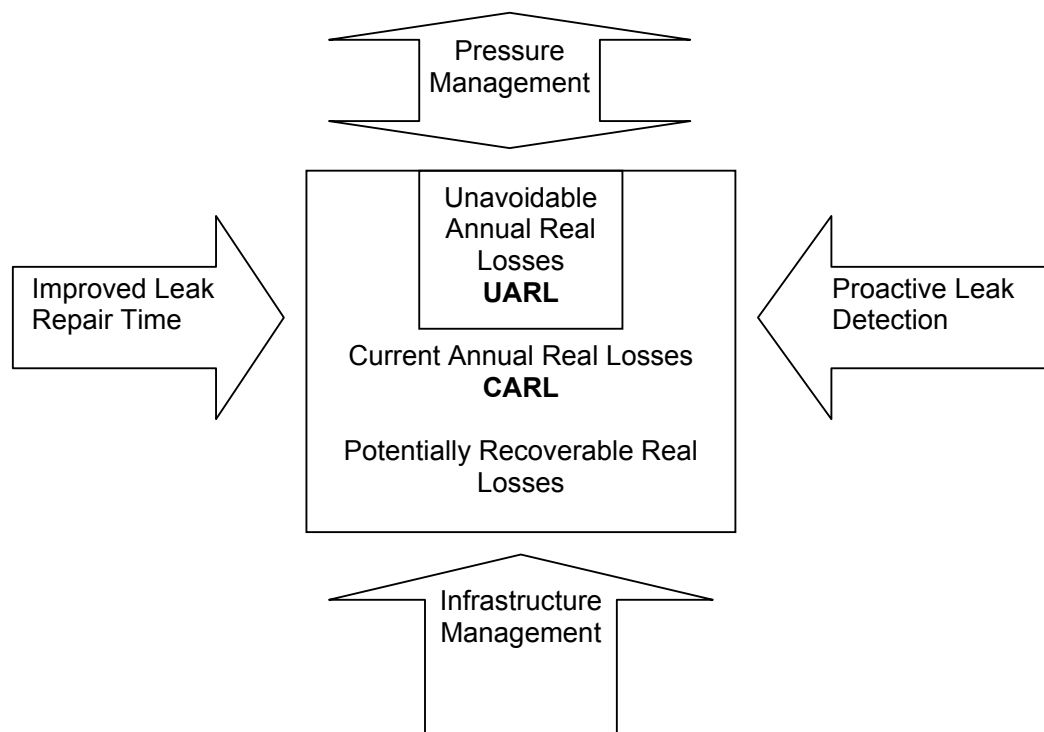 Pressure
Management
Unavoidable
Annual Real
Losses
UARL
Improved Leak
Repair Time
Proactive Leak
Detection
Current Annual Real Losses
CARL
Potentially Recoverable Real
Losses
Infrastructure
Management